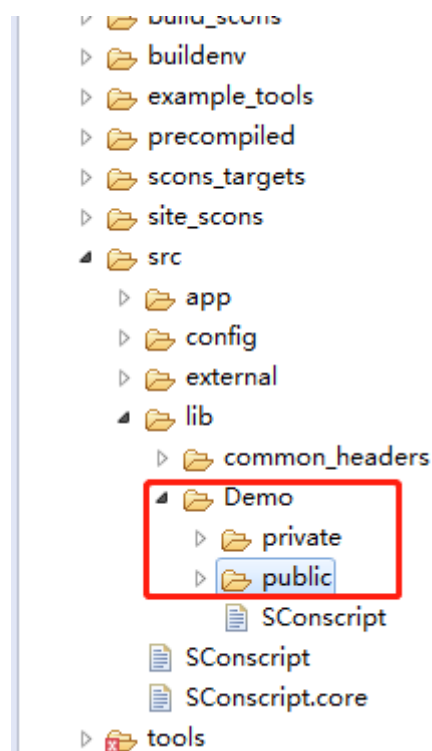 build_scons
buildenv
example_tools
precompiled
scons_targets
site_scons
src
app
config
external
lib
common_headers
Demo
private
public
SConscript
SConscript
SConscript.core
tools